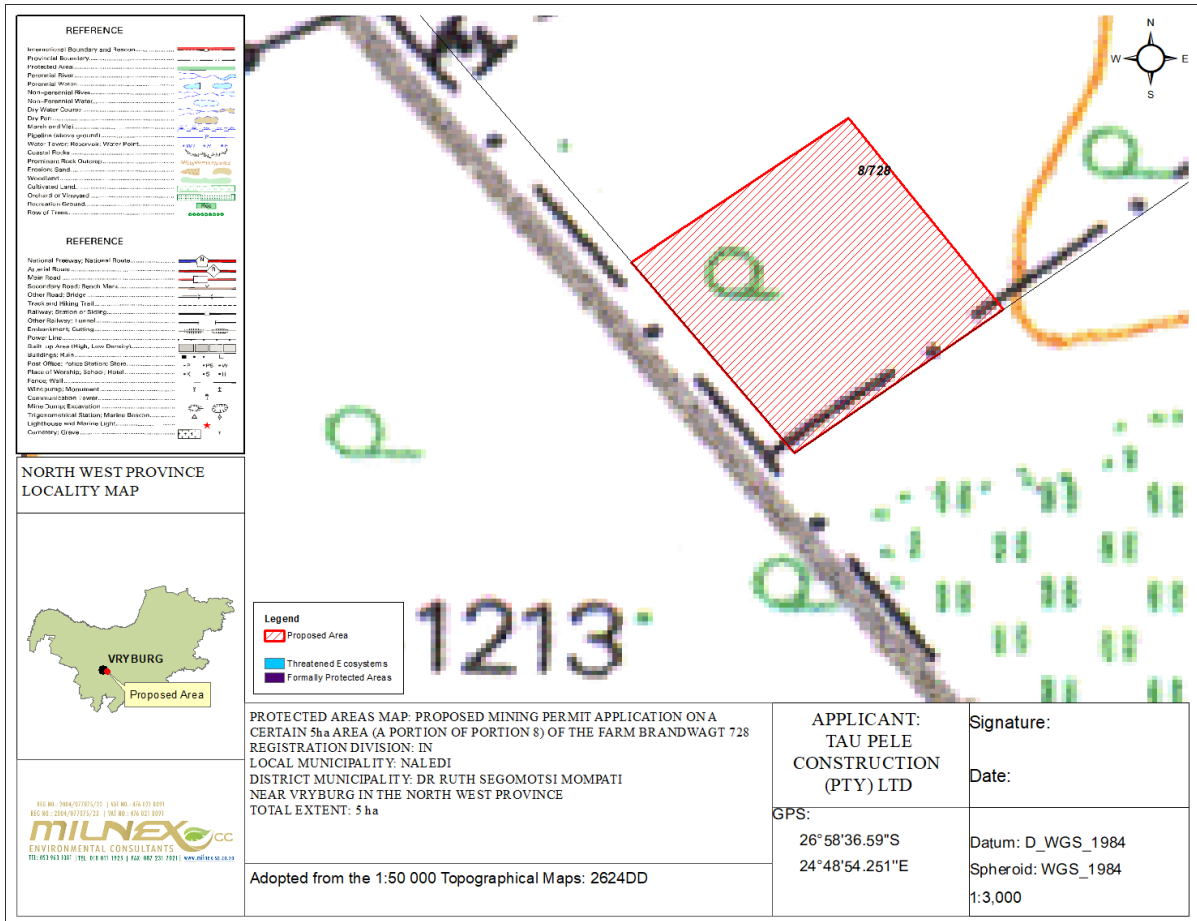 REFERENCE
International Boundary and Beacon
Provincial Boundary
Protected Area
Perennial River
Perennial Water
Non-perennial River
Non-Perennial Water
Dry Water Course
Dry Pan
Marsh and Vlei
Pipeline (above ground)
Water Tower; Reservoir; Water Point
Coastal Rocks
Prominent Rock Outcrop
Erosion; Sand
Woodland
Cultivated Land
Orchard or Vineyard
Recreation Ground
Row of Trees
REFERENCE
National Freeway; National Route
Arterial Route
Main Road
Secondary Road; Bench Mark
Other Road; Bridge
Track and Hiking Trail
Railway; Station or Siding
Other Railway; Tunnel
Embankment; Cutting
Power Line
Built-up Area (High, Low Density)
Buildings; Ruin
Post Office; Police Station; Store
Place of Worship; School; Hotel
Fence; Wall
Windpump; Monument
Communication Tower
Mine Dump; Excavation
Trigonometrical Station; Marine Beacon
Lighthouse and Marine Light
Cemetery; Grave
N
W E
S
8/728
1213
NORTH WEST PROVINCE
LOCALITY MAP
VRYBURG
Proposed Area
Legend
Proposed Area
Threatened Ecosystems
Formally Protected Areas
MILNEX CC
ENVIRONMENTAL CONSULTANTS
PROTECTED AREAS MAP: PROPOSED MINING PERMIT APPLICATION ON A
CERTAIN 5ha AREA (A PORTION OF PORTION 8) OF THE FARM BRANDWAGT 728
REGISTRATION DIVISION: IN
LOCAL MUNICIPALITY: NALEDI
DISTRICT MUNICIPALITY: DR RUTH SEGOMOTSI MOMPATI
NEAR VRYBURG IN THE NORTH WEST PROVINCE
TOTAL EXTENT: 5 ha
Adopted from the 1:50 000 Topographical Maps: 2624DD
APPLICANT:
TAU PELE
CONSTRUCTION
(PTY) LTD
GPS:
26°58'36.59"S
24°48'54.251"E
Signature:
Date:
Datum: D_WGS_1984
Spheroid: WGS_1984
1:3,000